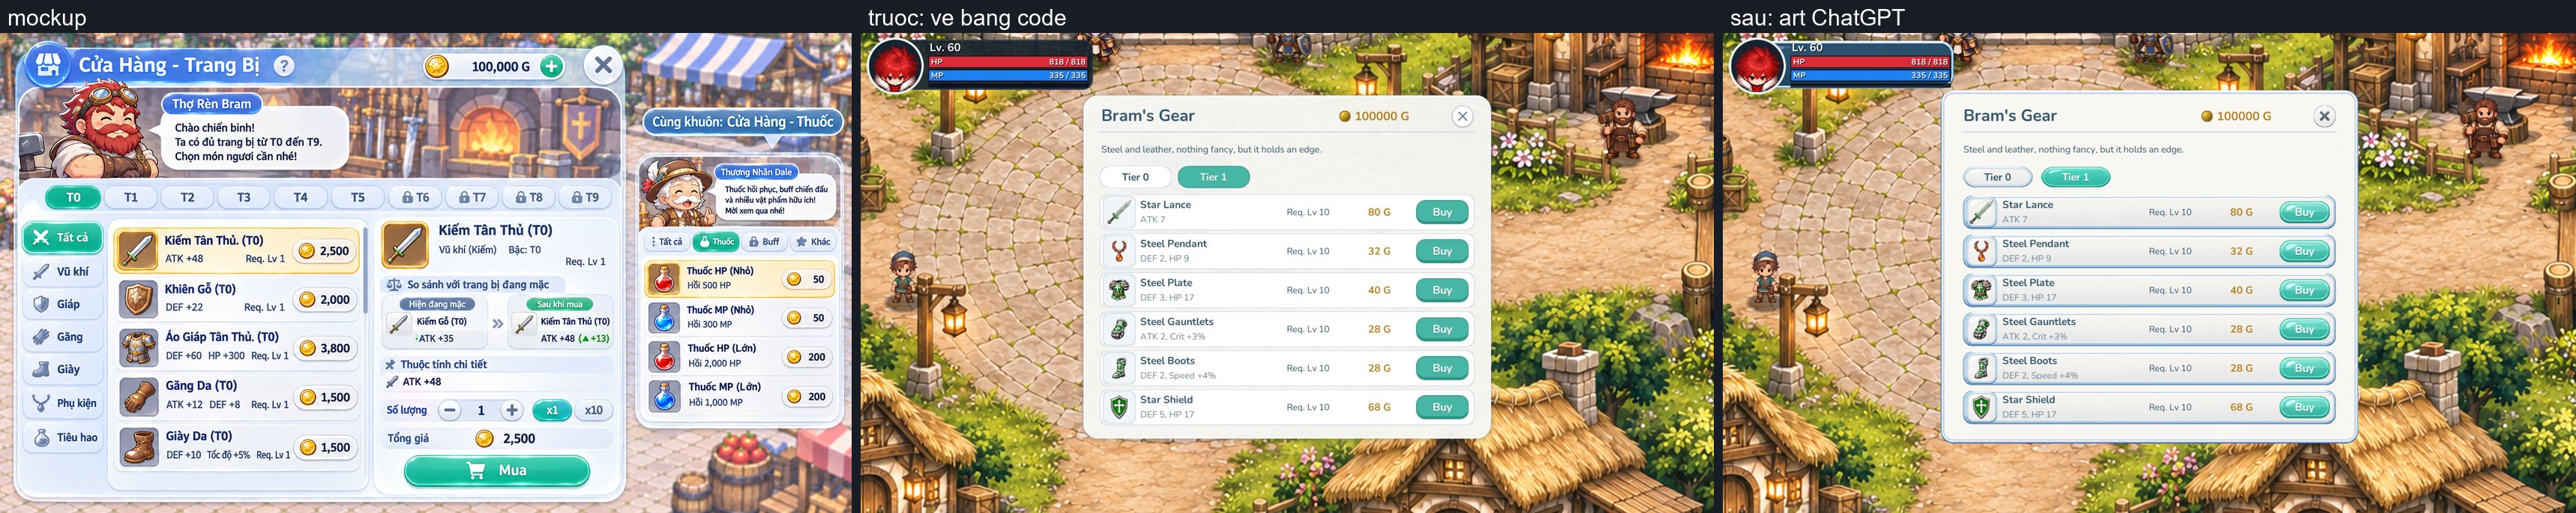 mockup
Cửa Hàng - Trang Bị ?
100,000 G
Thợ Rèn Bram
Chào chiến binh!
Ta có đủ trang bị từ T0 đến T9.
Chọn món ngươi cần nhé!
T0 T1 T2 T3 T4 T5 T6 T7 T8 T9
Tất cả
Vũ khí
Giáp
Găng
Giày
Phụ kiện
Tiêu hao
Kiếm Tân Thủ. (T0)
ATK +48 Req. Lv 1
2,500
Khiên Gỗ (T0)
DEF +22 Req. Lv 1
2,000
Áo Giáp Tân Thủ. (T0)
DEF +60 HP +300 Req. Lv 1
3,800
Găng Da (T0)
ATK +12 DEF +8 Req. Lv 1
1,500
Giày Da (T0)
DEF +10 Tốc độ +5% Req. Lv 1
1,500
Kiếm Tân Thủ (T0)
Vũ khí (Kiếm) Bậc: T0
Req. Lv 1
So sánh với trang bị đang mặc
Hiện đang mặc
Kiếm Gỗ (T0)
ATK +35
Sau khi mua
Kiếm Tân Thủ (T0)
ATK +48 (▲+13)
Thuộc tính chi tiết
ATK +48
Số lượng − 1 + x1 x10
Tổng giá 2,500
Mua
Cùng khuôn: Cửa Hàng - Thuốc
Thương Nhân Dale
Thuốc hồi phục, buff chiến đấu
và nhiều vật phẩm hữu ích!
Mời xem qua nhé!
Tất cả Thuốc Buff Khác
Thuốc HP (Nhỏ)
Hồi 500 HP
50
Thuốc MP (Nhỏ)
Hồi 300 MP
50
Thuốc HP (Lớn)
Hồi 2,000 HP
200
Thuốc MP (Lớn)
Hồi 1,000 MP
200
truoc: ve bang code
Lv. 60
HP 818 / 818
MP 335 / 335
Bram's Gear 100000 G
Steel and leather, nothing fancy, but it holds an edge.
Tier 0 Tier 1
Star Lance
ATK 7
Req. Lv 10 80 G Buy
Steel Pendant
DEF 2, HP 9
Req. Lv 10 32 G Buy
Steel Plate
DEF 3, HP 17
Req. Lv 10 40 G Buy
Steel Gauntlets
ATK 2, Crit +3%
Req. Lv 10 28 G Buy
Steel Boots
DEF 2, Speed +4%
Req. Lv 10 28 G Buy
Star Shield
DEF 5, HP 17
Req. Lv 10 68 G Buy
sau: art ChatGPT
Lv. 60
HP 818 / 818
MP 335 / 335
Bram's Gear 100000 G
Steel and leather, nothing fancy, but it holds an edge.
Tier 0 Tier 1
Star Lance
ATK 7
Req. Lv 10 80 G Buy
Steel Pendant
DEF 2, HP 9
Req. Lv 10 32 G Buy
Steel Plate
DEF 3, HP 17
Req. Lv 10 40 G Buy
Steel Gauntlets
ATK 2, Crit +3%
Req. Lv 10 28 G Buy
Steel Boots
DEF 2, Speed +4%
Req. Lv 10 28 G Buy
Star Shield
DEF 5, HP 17
Req. Lv 10 68 G Buy